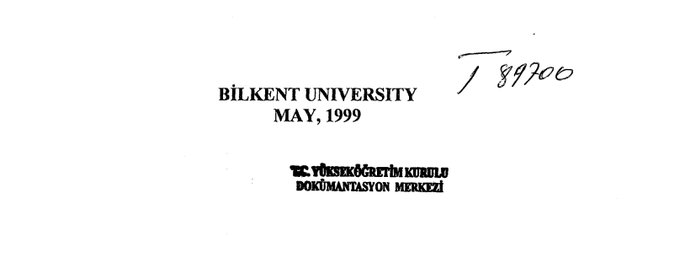 T 89700
BİLKENT UNIVERSITY
MAY, 1999
T.C. YÜKSEKÖĞRETİM KURULU
DOKÜMANTASYON MERKEZİ